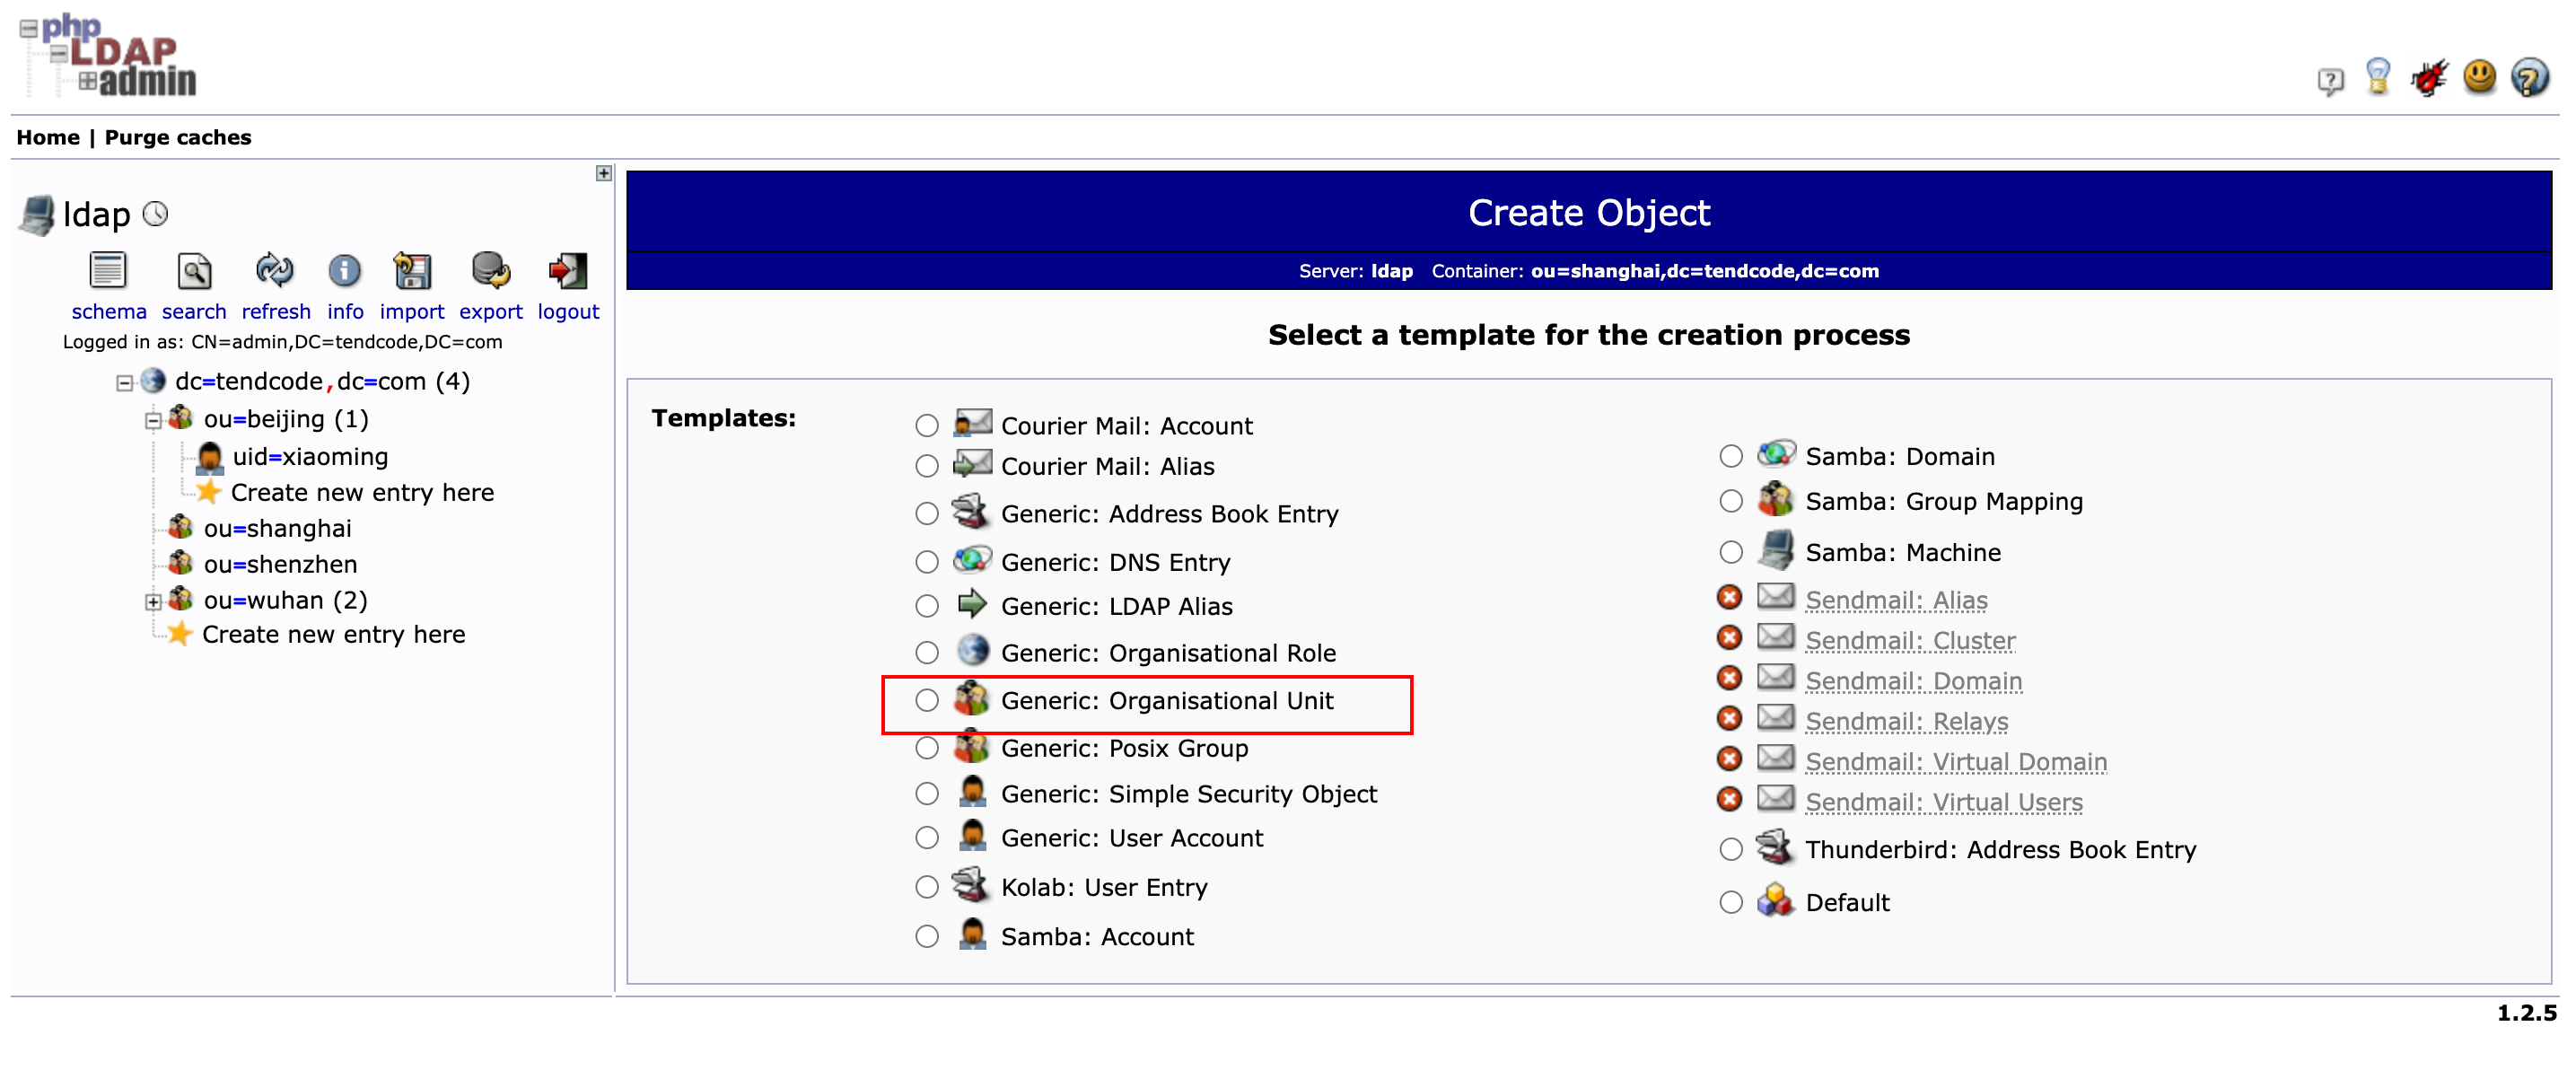 php
LDAP
admin
Home | Purge caches
ldap
schema search refresh info import export logout
Logged in as: CN=admin,DC=tendcode,DC=com
dc=tendcode,dc=com (4)
ou=beijing (1)
uid=xiaoming
Create new entry here
ou=shanghai
ou=shenzhen
ou=wuhan (2)
Create new entry here
Create Object
Server: ldap Container: ou=shanghai,dc=tendcode,dc=com
Select a template for the creation process
Templates:
Courier Mail: Account
Courier Mail: Alias
Generic: Address Book Entry
Generic: DNS Entry
Generic: LDAP Alias
Generic: Organisational Role
Generic: Organisational Unit
Generic: Posix Group
Generic: Simple Security Object
Generic: User Account
Kolab: User Entry
Samba: Account
Samba: Domain
Samba: Group Mapping
Samba: Machine
Sendmail: Alias
Sendmail: Cluster
Sendmail: Domain
Sendmail: Relays
Sendmail: Virtual Domain
Sendmail: Virtual Users
Thunderbird: Address Book Entry
Default
1.2.5